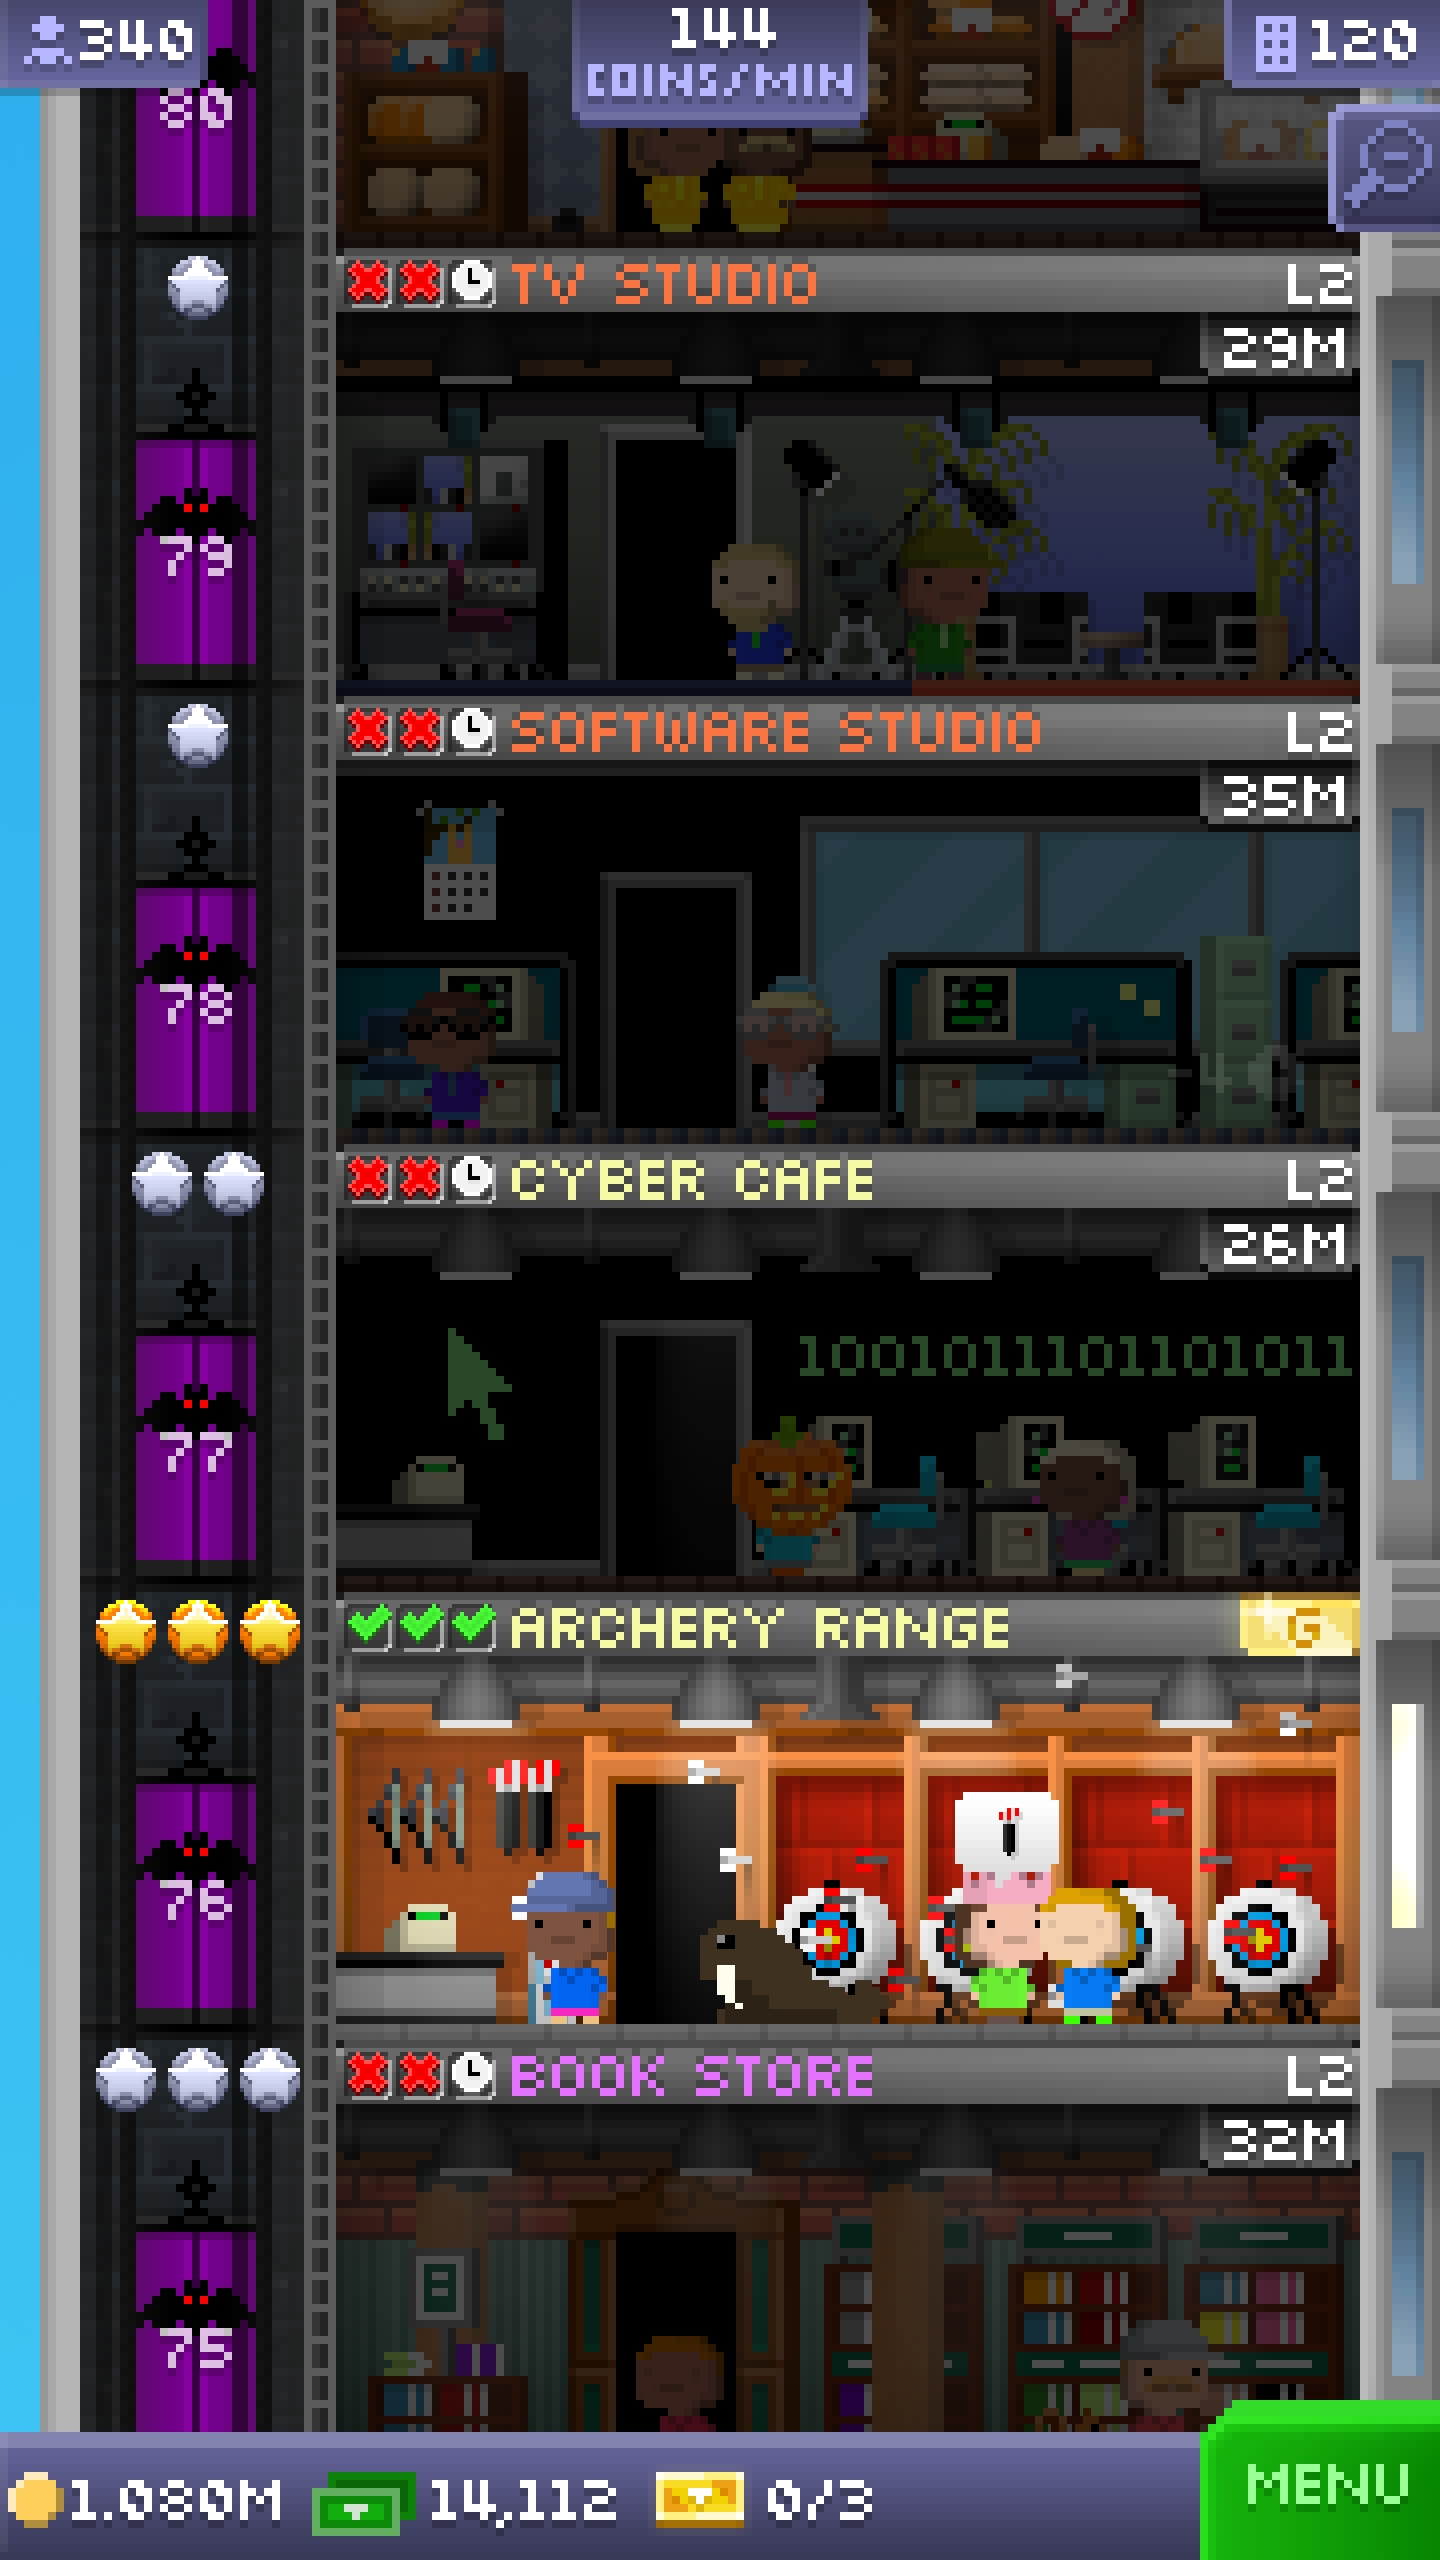 340
144
COINS/MIN
120
80
TV STUDIO L2
29M
79
SOFTWARE STUDIO L2
35M
78
CYBER CAFE L2
26M
1001011101101011
77
ARCHERY RANGE G
76
BOOK STORE L2
32M
75
1.080M 14,112 0/3 MENU